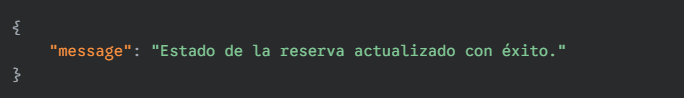 {
    "message": "Estado de la reserva actualizado con éxito."
}